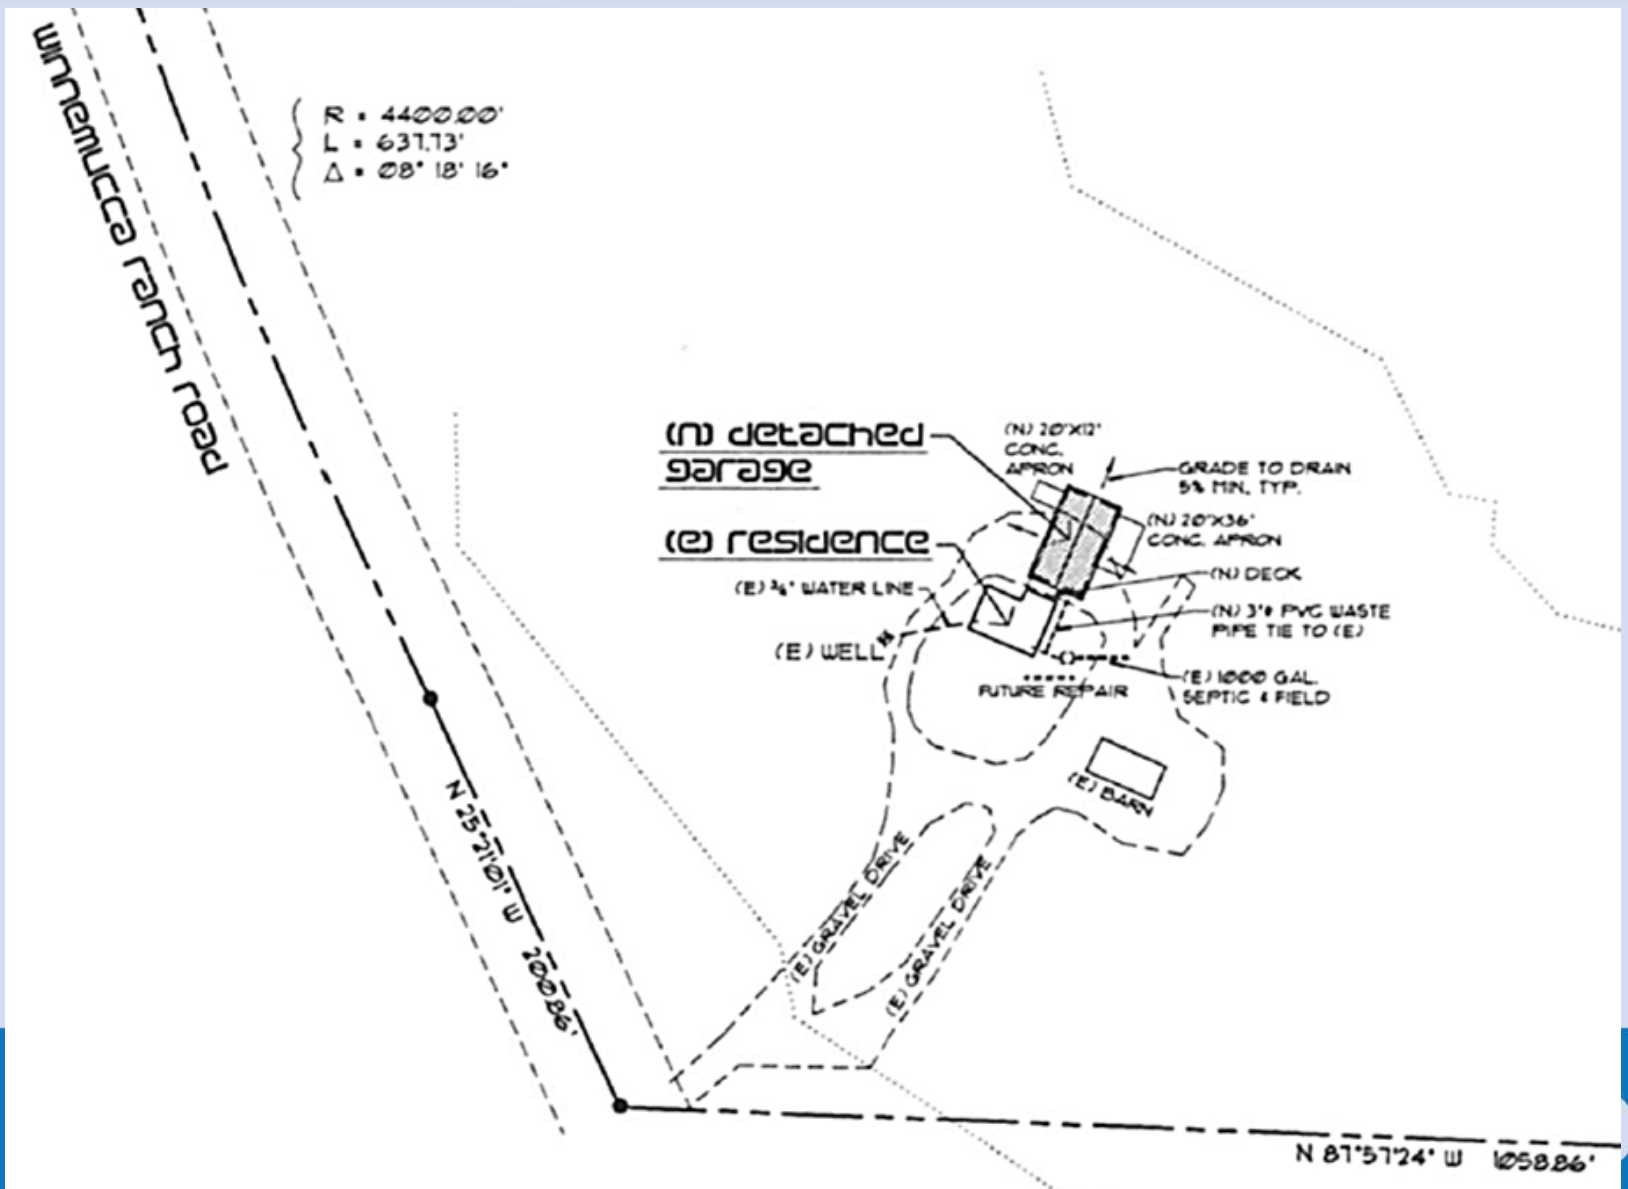 winnemucca ranch road
R = 4400.00'
L = 637.73'
Δ = 08° 18' 16"
(n) detached
garage
(N) 20'X12'
CONC.
APRON
GRADE TO DRAIN
5% MIN. TYP.
(N) 20'X36'
CONC. APRON
(e) residence
(E) ¾" WATER LINE
(N) DECK
(N) 3"ø PVC WASTE
PIPE TIE TO (E)
(E) WELL
(E) 1000 GAL.
SEPTIC & FIELD
FUTURE REPAIR
(E) BARN
(E) GRAVEL DRIVE
(E) GRAVEL DRIVE
N 25°21'01" W 200.86'
N 87°57'24" W 1058.86'